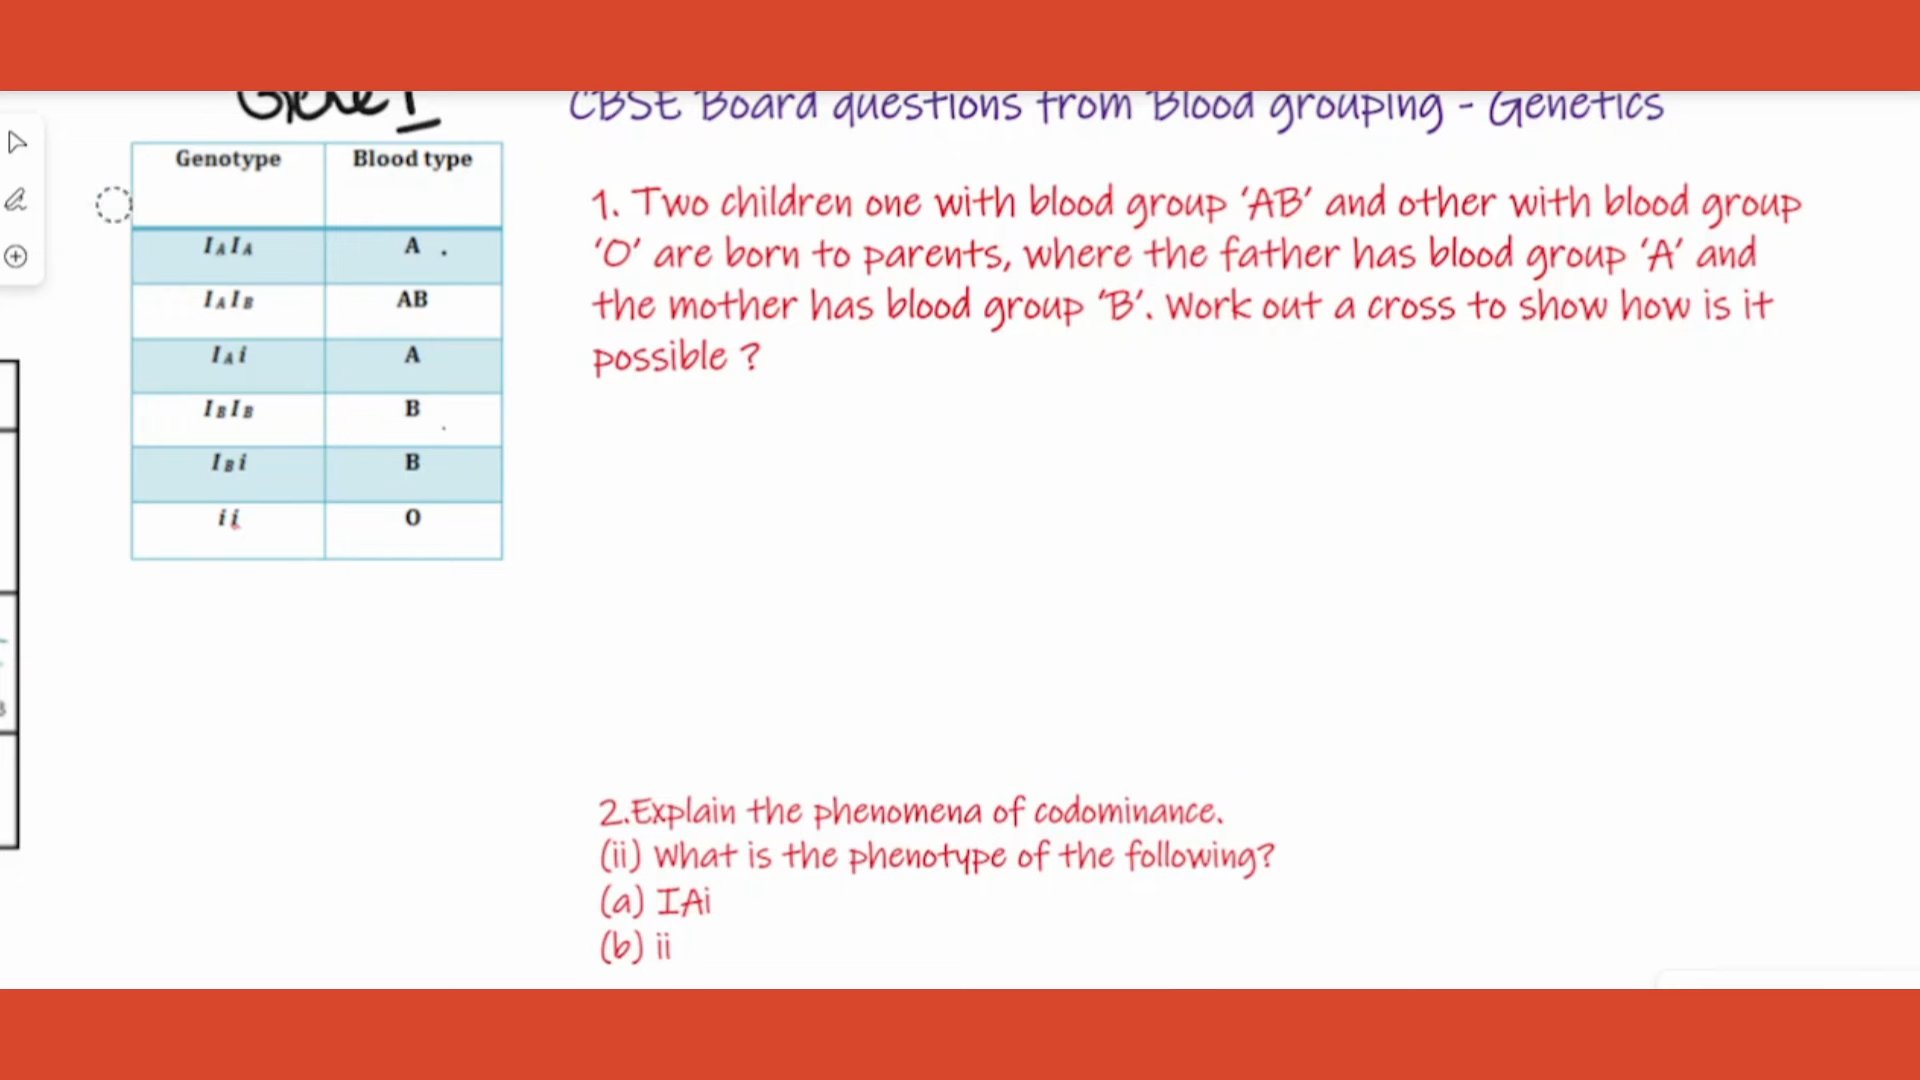 CBSE Board questions from Blood grouping - Genetics
Genotype Blood type
IAIA A
IAIB AB
IAi A
IBIB B
IBi B
ii O
1. Two children one with blood group ‘AB’ and other with blood group
‘O’ are born to parents, where the father has blood group ‘A’ and
the mother has blood group ‘B’. Work out a cross to show how is it
possible ?
2.Explain the phenomena of codominance.
(ii) What is the phenotype of the following?
(a) IAi
(b) ii